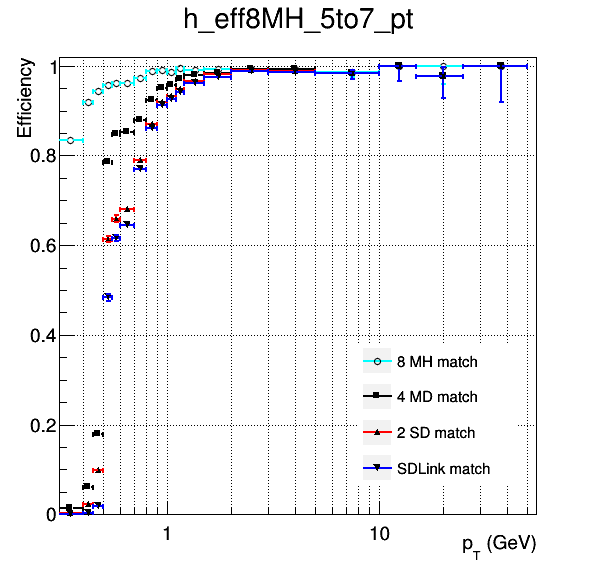 h_eff8MH_5to7_pt
Efficiency
1
0.8
0.6
0.4
0.2
0
8 MH match
4 MD match
2 SD match
SDLink match
1
10
p_T (GeV)